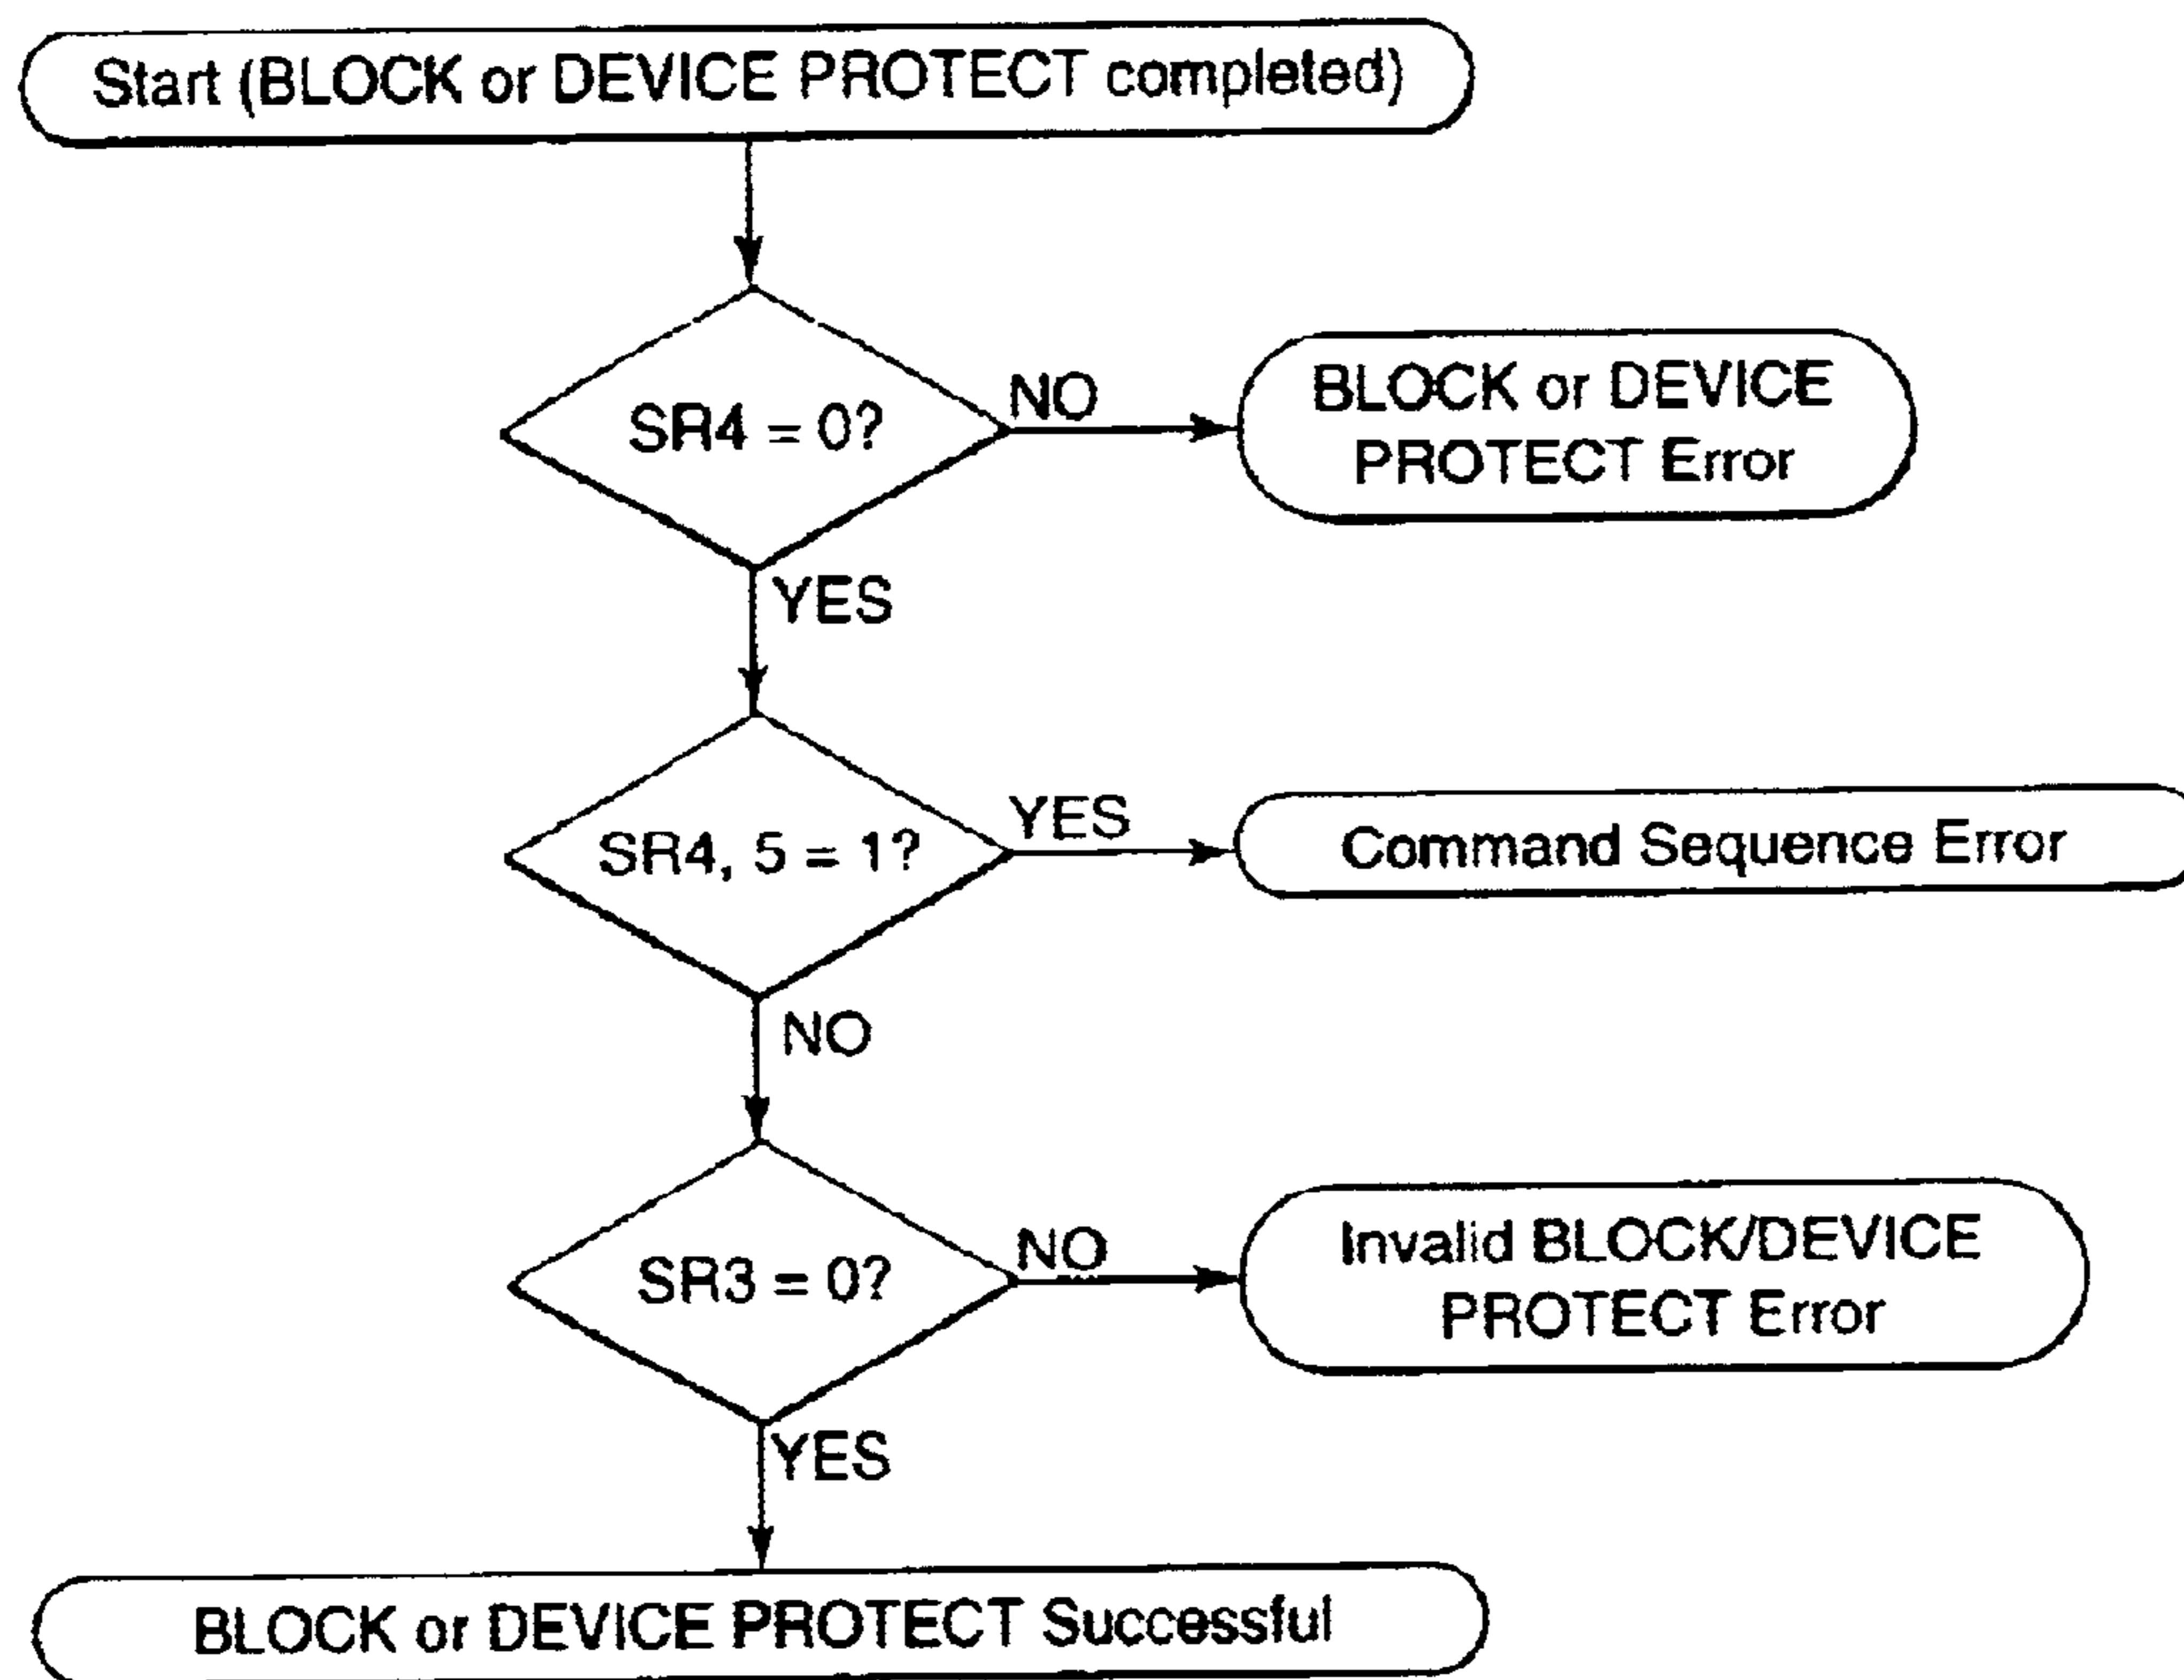 Start (BLOCK or DEVICE PROTECT completed)
SR4 = 0?
NO
BLOCK or DEVICE
PROTECT Error
YES
SR4, 5 = 1?
YES
Command Sequence Error
NO
SR3 = 0?
NO
Invalid BLOCK/DEVICE
PROTECT Error
YES
BLOCK or DEVICE PROTECT Successful